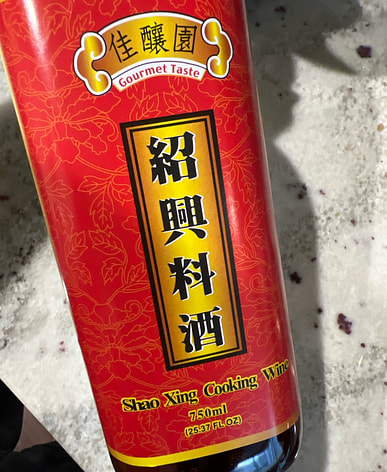 佳釀園
Gourmet Taste
紹興料酒
Shao Xing Cooking Wine
750ml
(25.37 FL OZ)